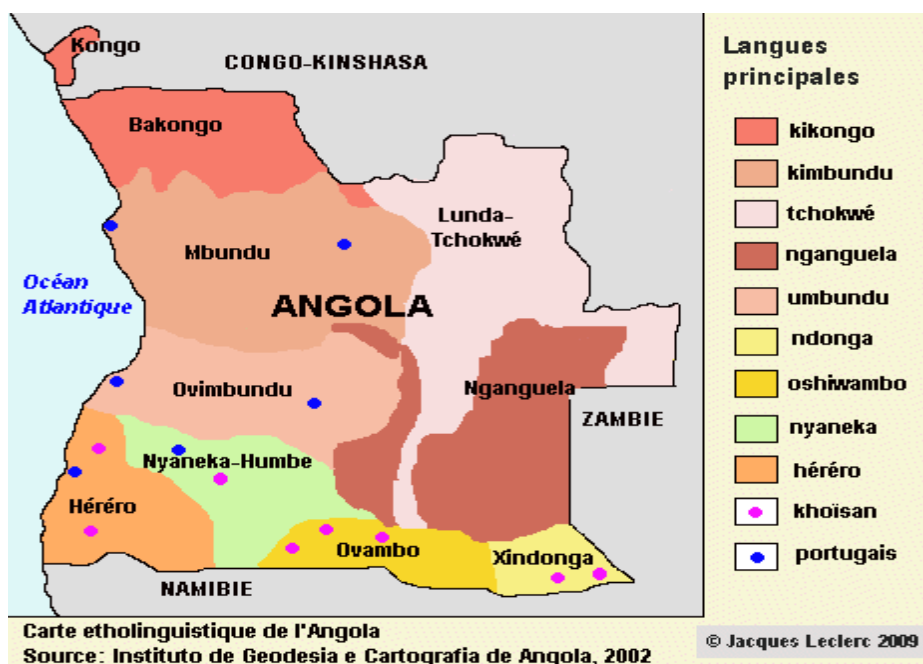 Kongo
CONGO-KINSHASA
Bakongo
Lunda-
Tchokwé
Mbundu
Océan
Atlantique
ANGOLA
Ovimbundu
Nganguela
ZAMBIE
Nyaneka-Humbe
Héréro
Ovambo
Xindonga
NAMIBIE
Langues
principales
kikongo
kimbundu
tchokwé
nganguela
umbundu
ndonga
oshiwambo
nyaneka
héréro
khoïsan
portugais
Carte etholinguistique de l'Angola
Source: Instituto de Geodesia e Cartografia de Angola, 2002
© Jacques Leclerc 2009